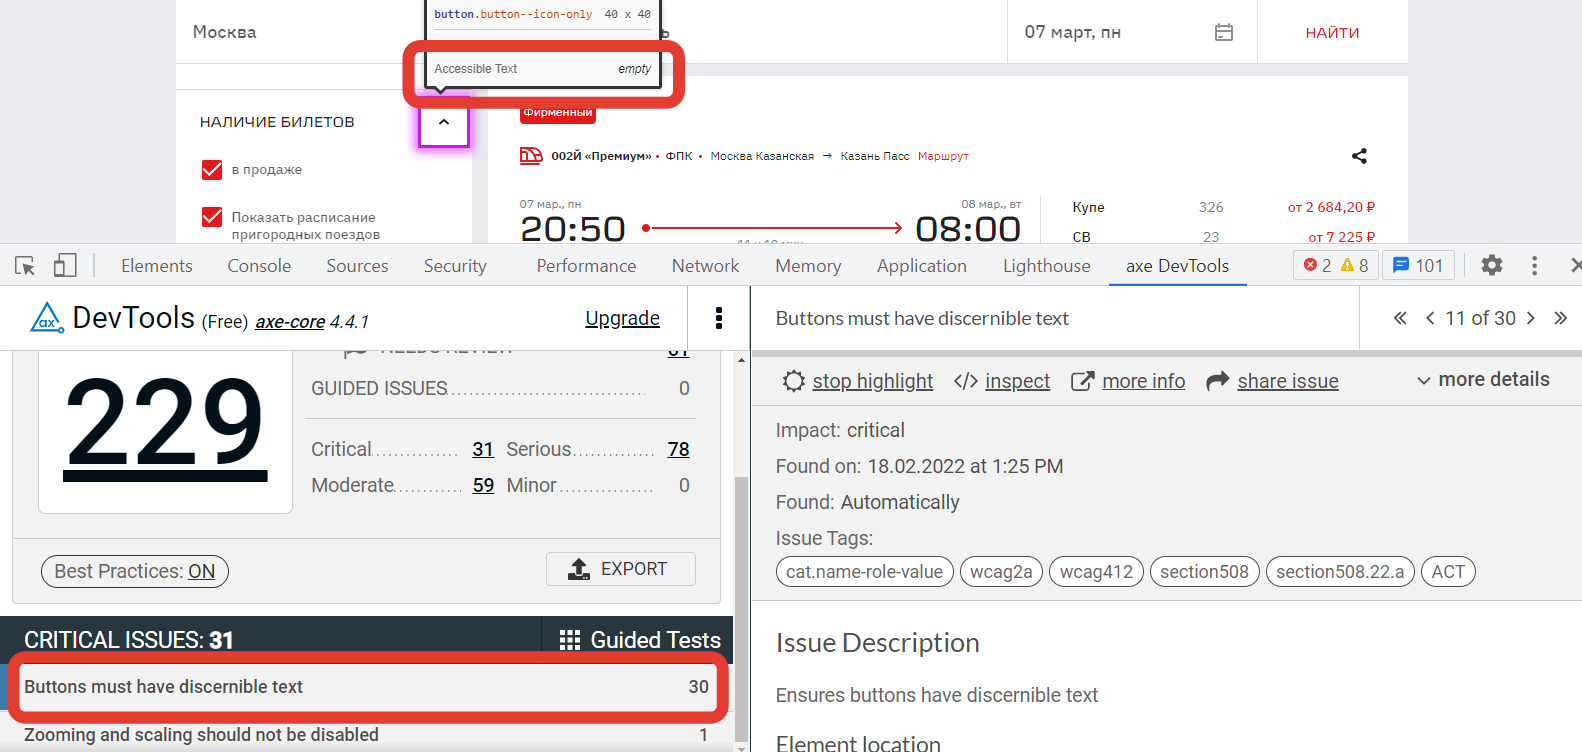 button.button--icon-only 40 x 40
Москва
ь
07 март, пн
НАЙТИ
Accessible Text empty
НАЛИЧИЕ БИЛЕТОВ
в продаже
Показать расписание
пригородных поездов
Фирменный
002Й «Премиум» • ФПК • Москва Казанская → Казань Пасс Маршрут
07 мар., пн
08 мар., вт
20:50
08:00
Купе 326 от 2 684,20 ₽
СВ 23 от 7 225 ₽
Elements Console Sources Security Performance Network Memory Application Lighthouse axe DevTools 2 8 101
ax DevTools (Free) axe-core 4.4.1 Upgrade
NEEDS REVIEW
GUIDED ISSUES 0
229
Critical 31 Serious 78
Moderate 59 Minor 0
Best Practices: ON
EXPORT
CRITICAL ISSUES: 31
Guided Tests
Buttons must have discernible text 30
Zooming and scaling should not be disabled 1
Buttons must have discernible text
11 of 30
stop highlight
</> inspect
more info
share issue
more details
Impact: critical
Found on: 18.02.2022 at 1:25 PM
Found: Automatically
Issue Tags:
cat.name-role-value wcag2a wcag412 section508 section508.22.a ACT
Issue Description
Ensures buttons have discernible text
Element location